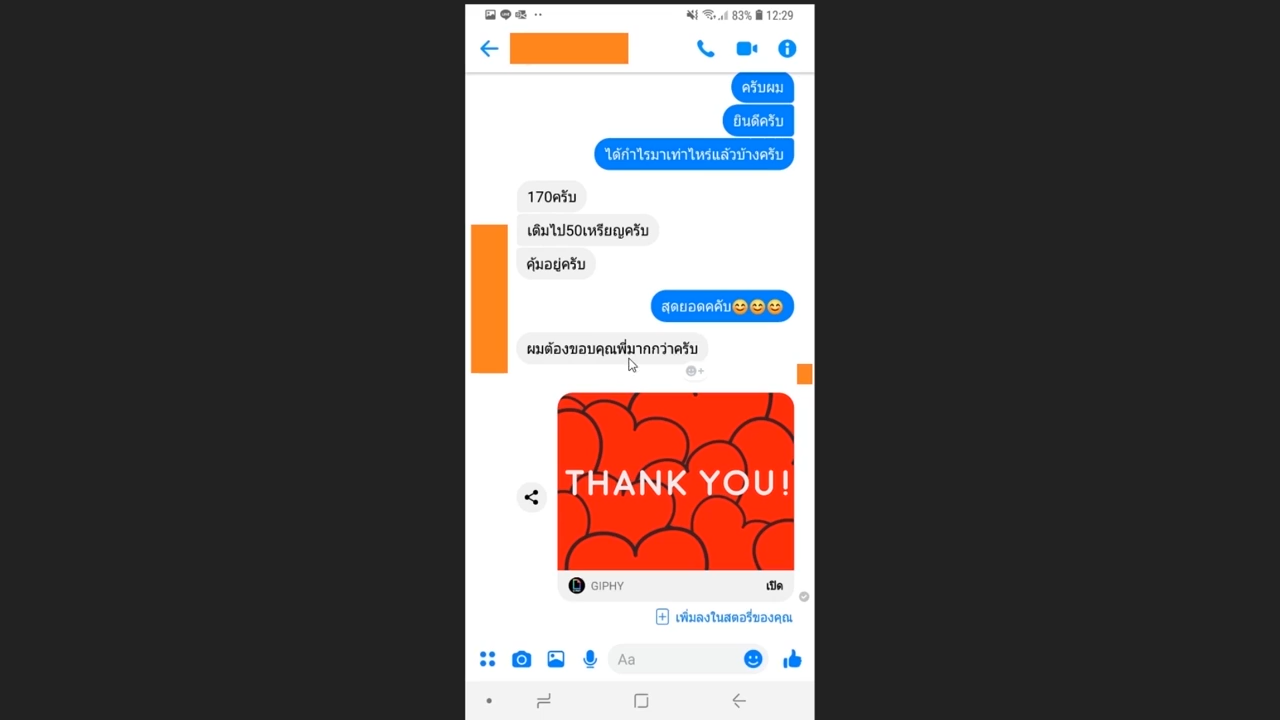 83% 12:29
ครับผม
ยินดีครับ
ได้กำไรมาเท่าไหร่แล้วบ้างครับ
170ครับ
เติมไป50เหรียญครับ
คุ้มอยู่ครับ
สุดยอดคคับ😊😊😊
ผมต้องขอบคุณพี่มากกว่าครับ
THANK YOU!
GIPHY เปิด
เพิ่มลงในสตอรี่ของคุณ
Aa